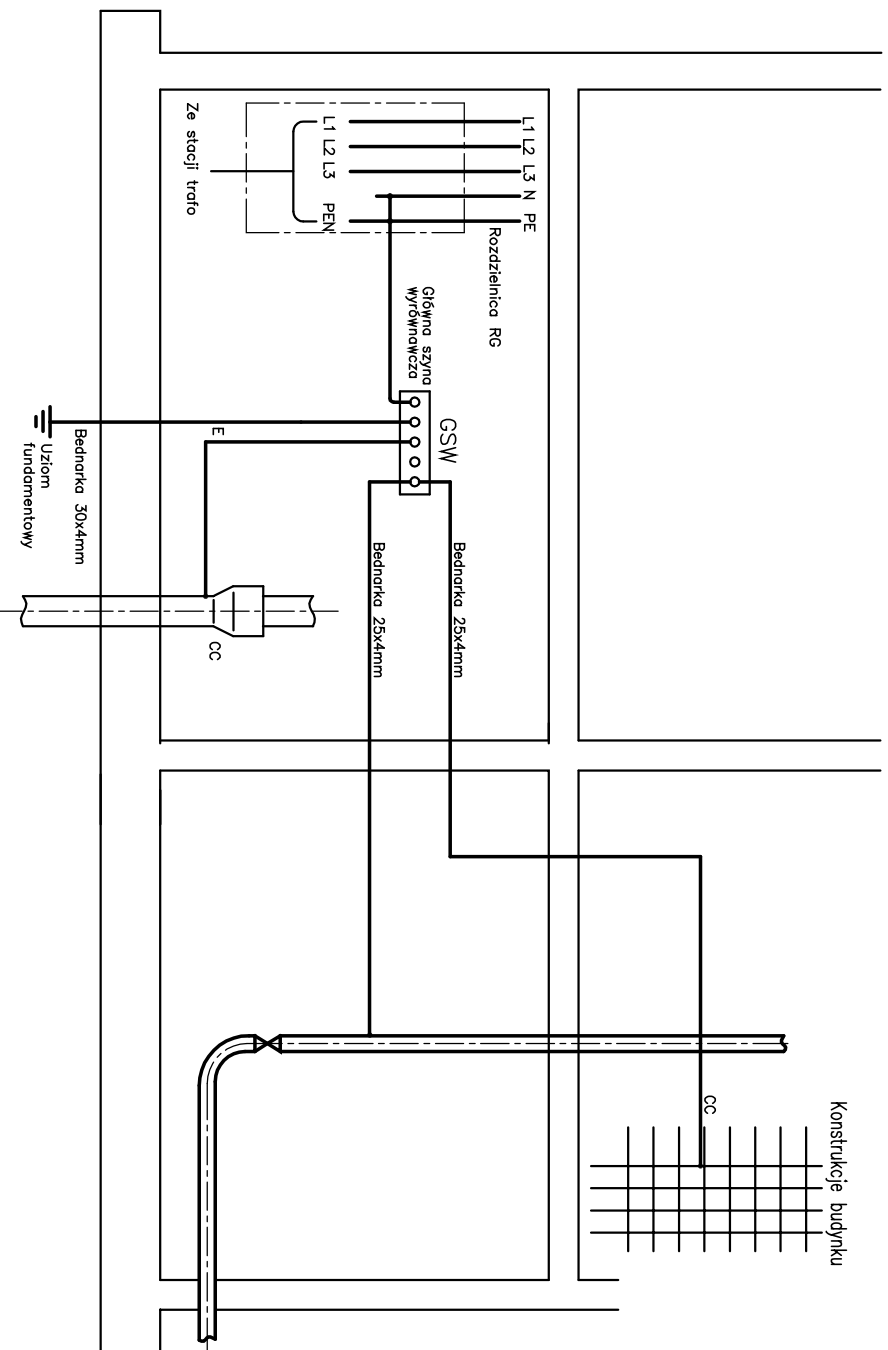 L1 L2 L3 N PE
L1 L2 L3 PEN
Ze stacji trafo
Rozdzielnica RG
Główna szyna
wyrównawcza
GSW
E
Bednarka 30x4mm
Uziom
fundamentowy
CC
Bednarka 25x4mm
Bednarka 25x4mm
CC
Konstrukcje budynku